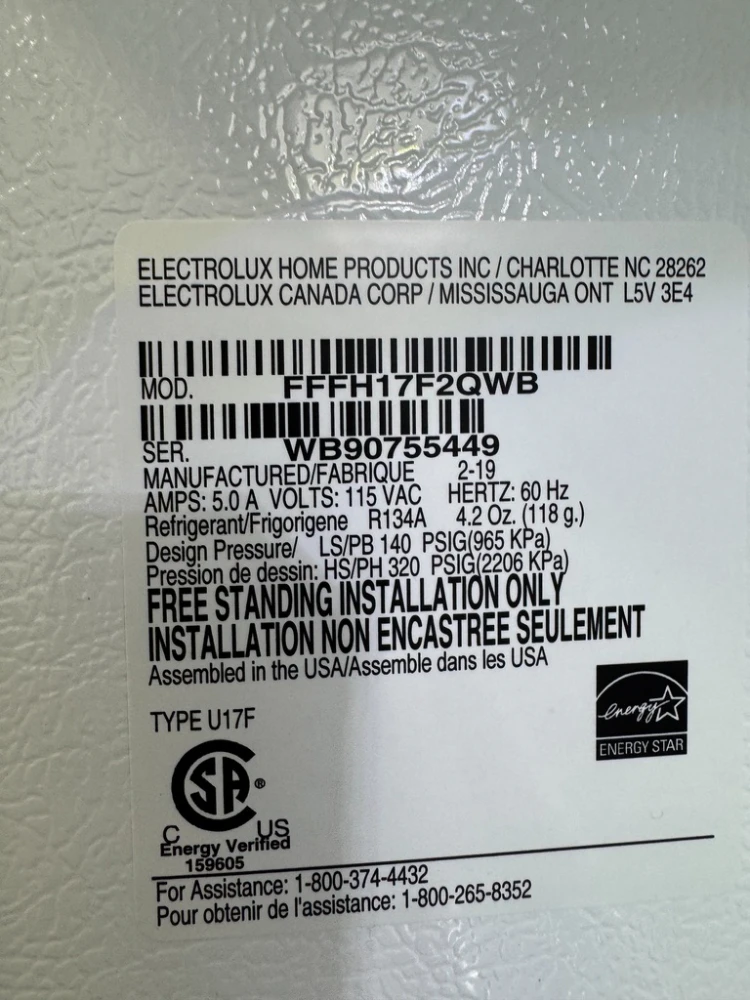 ELECTROLUX HOME PRODUCTS INC / CHARLOTTE NC 28262
ELECTROLUX CANADA CORP / MISSISSAUGA ONT L5V 3E4
MOD. FFFH17F2QWB
SER. WB90755449
MANUFACTURED/FABRIQUE 2-19
AMPS: 5.0 A VOLTS: 115 VAC HERTZ: 60 Hz
Refrigerant/Frigorigene R134A 4.2 Oz. (118 g.)
Design Pressure/ LS/PB 140 PSIG(965 KPa)
Pression de dessin: HS/PH 320 PSIG(2206 KPa)
FREE STANDING INSTALLATION ONLY
INSTALLATION NON ENCASTREE SEULEMENT
Assembled in the USA/Assemble dans les USA
energy
ENERGY STAR
TYPE U17F
SA ®
C US
Energy Verified
159605
For Assistance: 1-800-374-4432
Pour obtenir de l'assistance: 1-800-265-8352